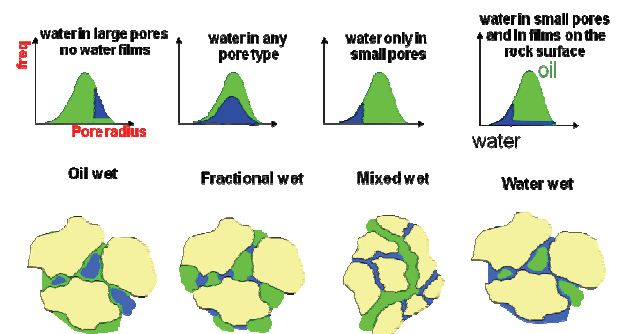 water in large pores
no water films
freq
Pore radius
water in any
pore type
water only in
small pores
water in small pores
and in films on the
rock surface
oil
water
Oil wet
Fractional wet
Mixed wet
Water wet